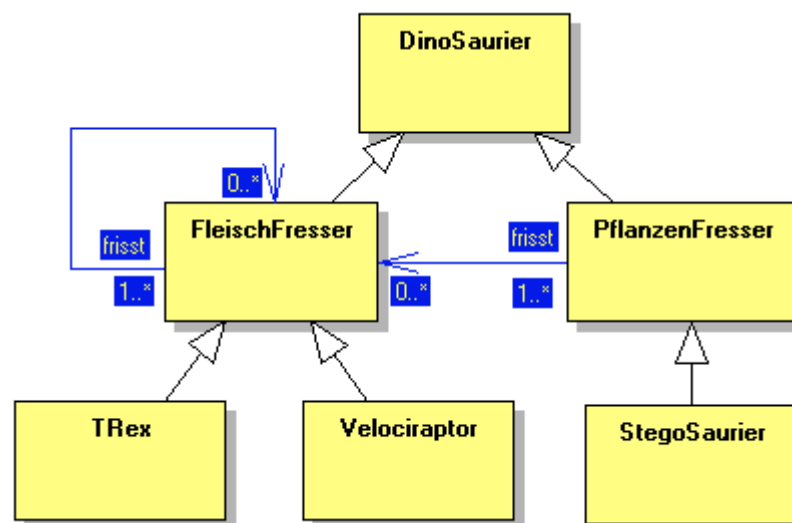 DinoSaurier
0..*
FleischFresser
frisst
1..*
0..*
frisst
1..*
PflanzenFresser
TRex
Velociraptor
StegoSaurier